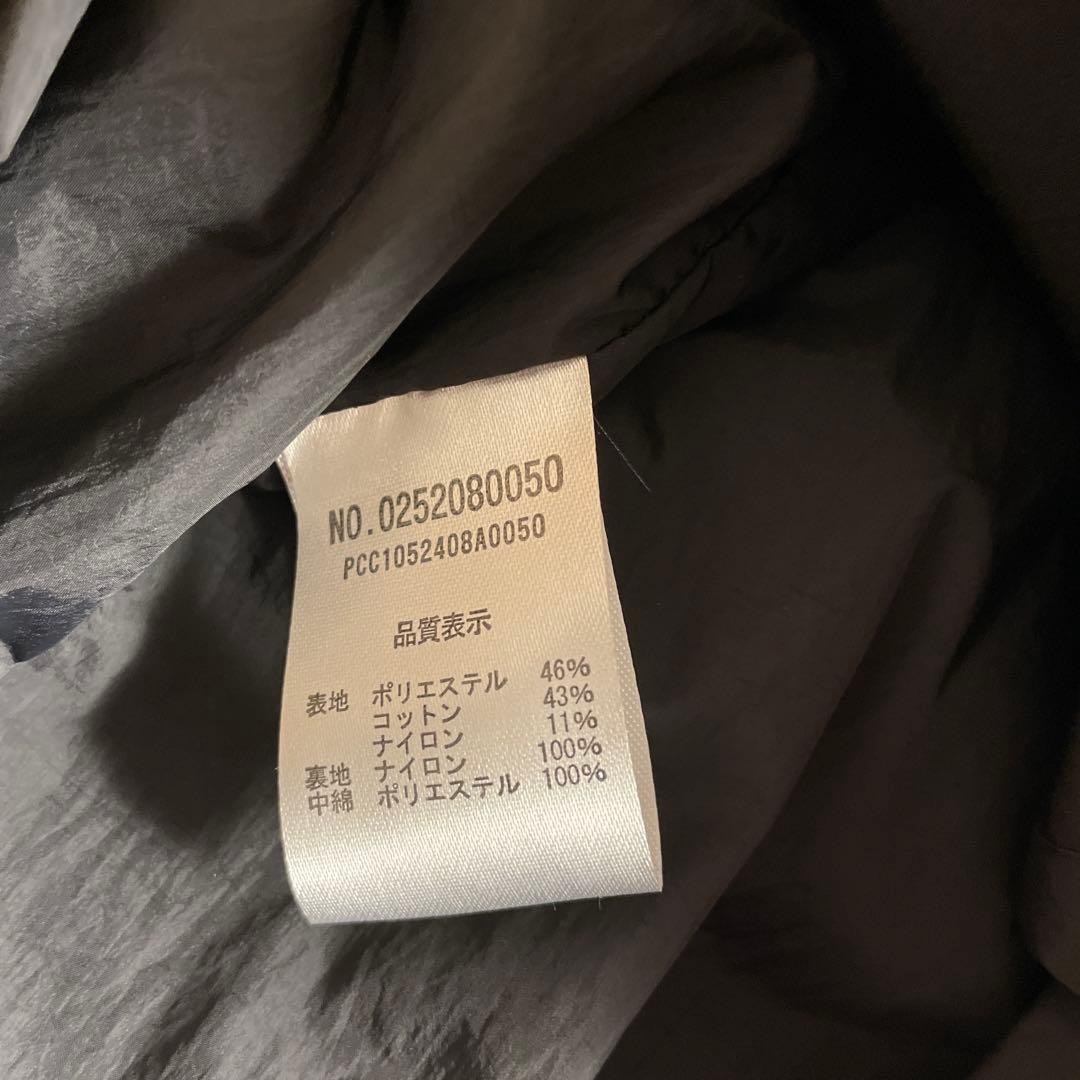 NO.0252080050
PCC1052408A0050
品質表示
表地 ポリエステル 46%
コットン 43%
ナイロン 11%
裏地 ナイロン 100%
中綿 ポリエステル 100%